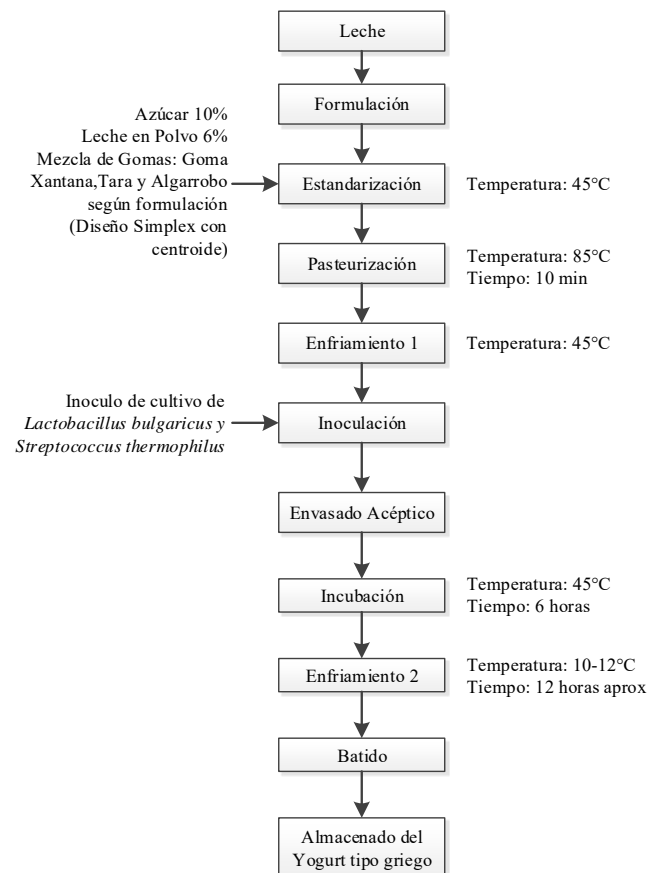 Leche
Formulación
Azúcar 10%
Leche en Polvo 6%
Mezcla de Gomas: Goma
Xantana,Tara y Algarrobo
según formulación
(Diseño Simplex con
centroide)
Estandarización
Temperatura: 45°C
Pasteurización
Temperatura: 85°C
Tiempo: 10 min
Enfriamiento 1
Temperatura: 45°C
Inoculo de cultivo de
Lactobacillus bulgaricus y
Streptococcus thermophilus
Inoculación
Envasado Acéptico
Incubación
Temperatura: 45°C
Tiempo: 6 horas
Enfriamiento 2
Temperatura: 10-12°C
Tiempo: 12 horas aprox
Batido
Almacenado del
Yogurt tipo griego